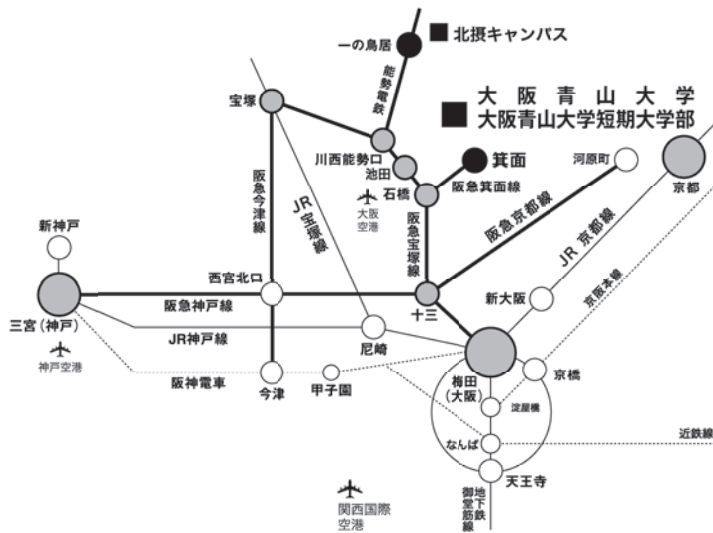 一の鳥居
■ 北摂キャンパス
能勢電鉄
宝塚
■ 大阪青山大学
大阪青山大学短期大学部
川西能勢口
池田
箕面
河原町
京都
石橋
阪急箕面線
大阪
空港
阪急今津線
JR宝塚線
阪急宝塚線
阪急京都線
JR 京都線
京阪本線
新神戸
西宮北口
新大阪
阪急神戸線
十三
三宮(神戸)
JR神戸線
尼崎
神戸空港
阪神電車
今津
甲子園
梅田
(大阪)
京橋
淀屋橋
なんば
近鉄線
天王寺
地下鉄
御堂筋線
関西国際
空港